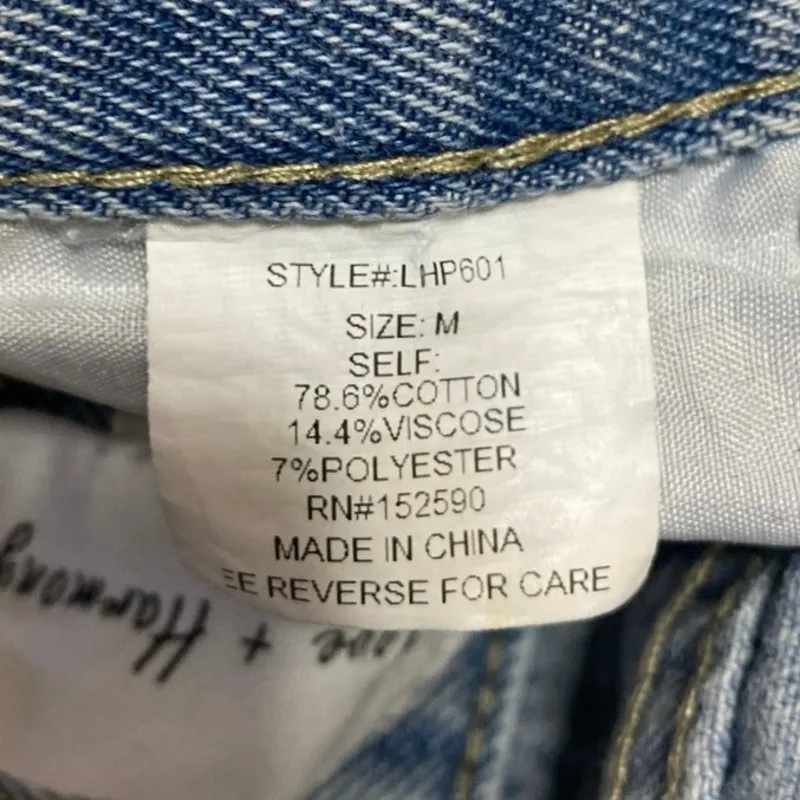 STYLE#:LHP601
SIZE: M
SELF:
78.6%COTTON
14.4%VISCOSE
7%POLYESTER
RN#152590
MADE IN CHINA
EE REVERSE FOR CARE
+ Harmony